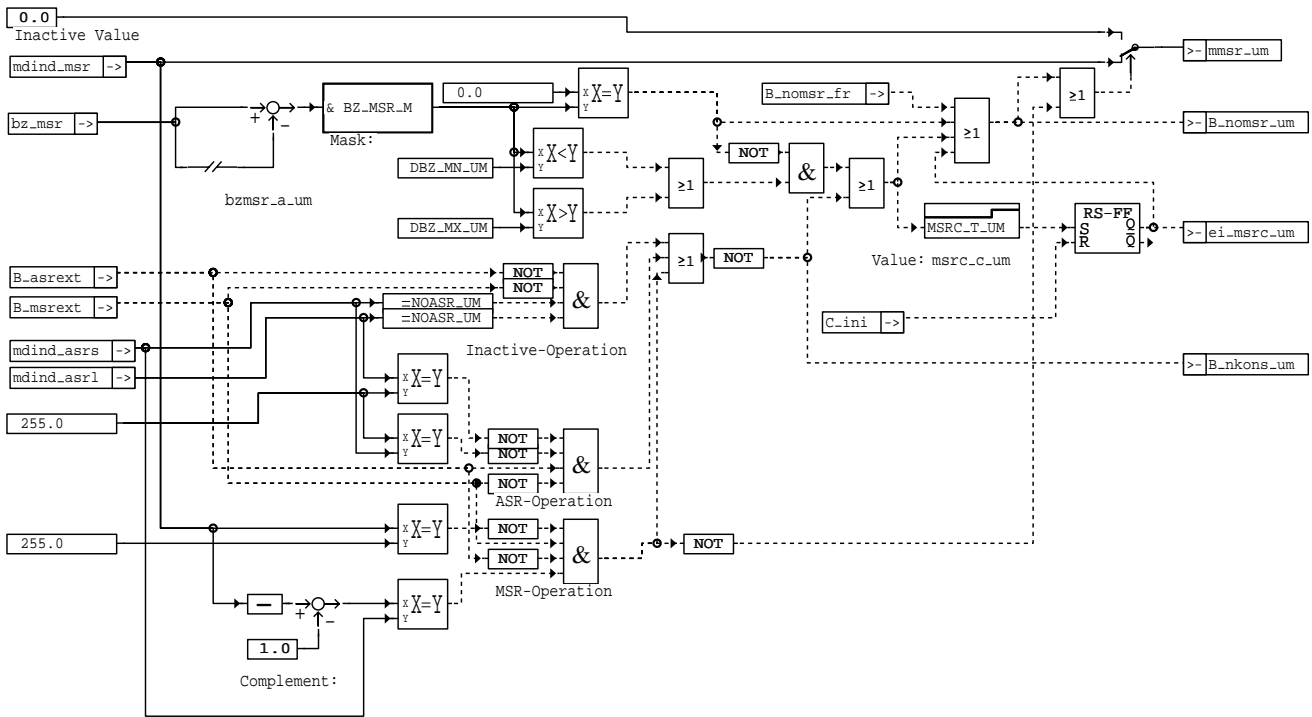 0.0
Inactive Value
mdind_msr ->
>- mmsr_um
0.0
X
Y
X=Y
B_nomsr_fr ->
≥1
& BZ_MSR_M
Mask:
bz_msr ->
+
−
≥1
>- B_nomsr_um
DBZ_MN_UM
X
Y
X<Y
NOT
&
≥1
≥1
bzmsr_a_um
DBZ_MX_UM
X
Y
X>Y
MSRC_T_UM
RS-FF
S
R
Q
Q
>- ei_msrc_um
≥1
NOT
Value: msrc_c_um
B_asrext ->
NOT
NOT
&
B_msrext ->
=NOASR_UM
=NOASR_UM
C_ini ->
mdind_asrs ->
Inactive-Operation
>- B_nkons_um
mdind_asrl ->
X
Y
X=Y
255.0
X
Y
X=Y
NOT
NOT
&
NOT
ASR-Operation
X
Y
X=Y
NOT
255.0
NOT
&
NOT
MSR-Operation
−
+
−
X
Y
X=Y
1.0
Complement: